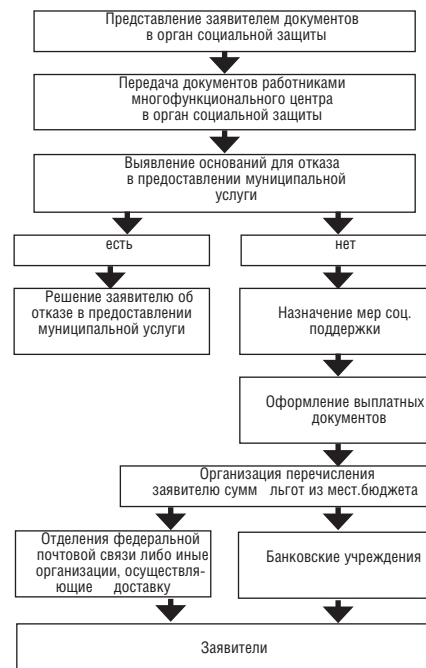 Представление заявителем документов
в орган социальной защиты
Передача документов работниками
многофункционального центра
в орган социальной защиты
Выявление оснований для отказа
в предоставлении муниципальной
услуги
есть
нет
Решение заявителю об
отказе в предоставлении
муниципальной услуги
Назначение мер соц.
поддержки
Оформление выплатных
документов
Организация перечисления
заявителю сумм льгот из мест.бюджета
Отделения федеральной
почтовой связи либо иные
организации, осуществля-
ющие доставку
Банковские учреждения
Заявители